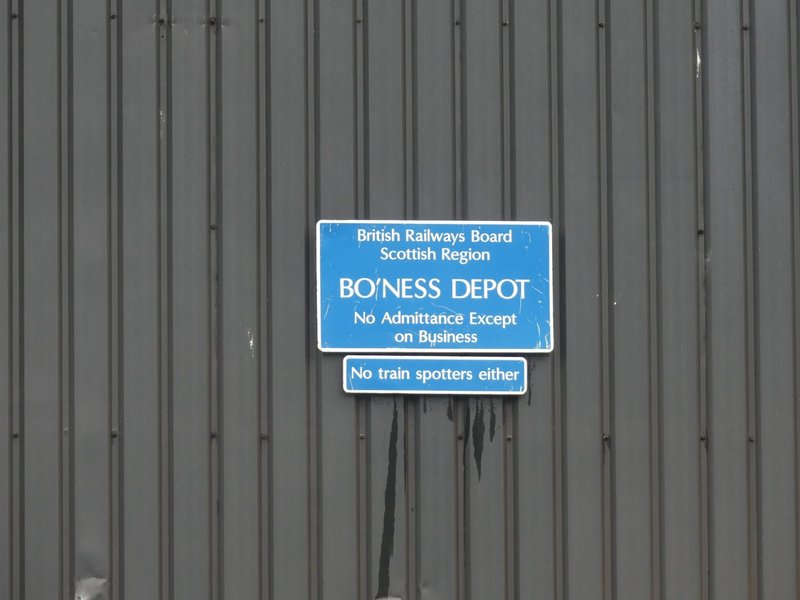 British Railways Board
Scottish Region
BO'NESS DEPOT
No Admittance Except
on Business
No train spotters either